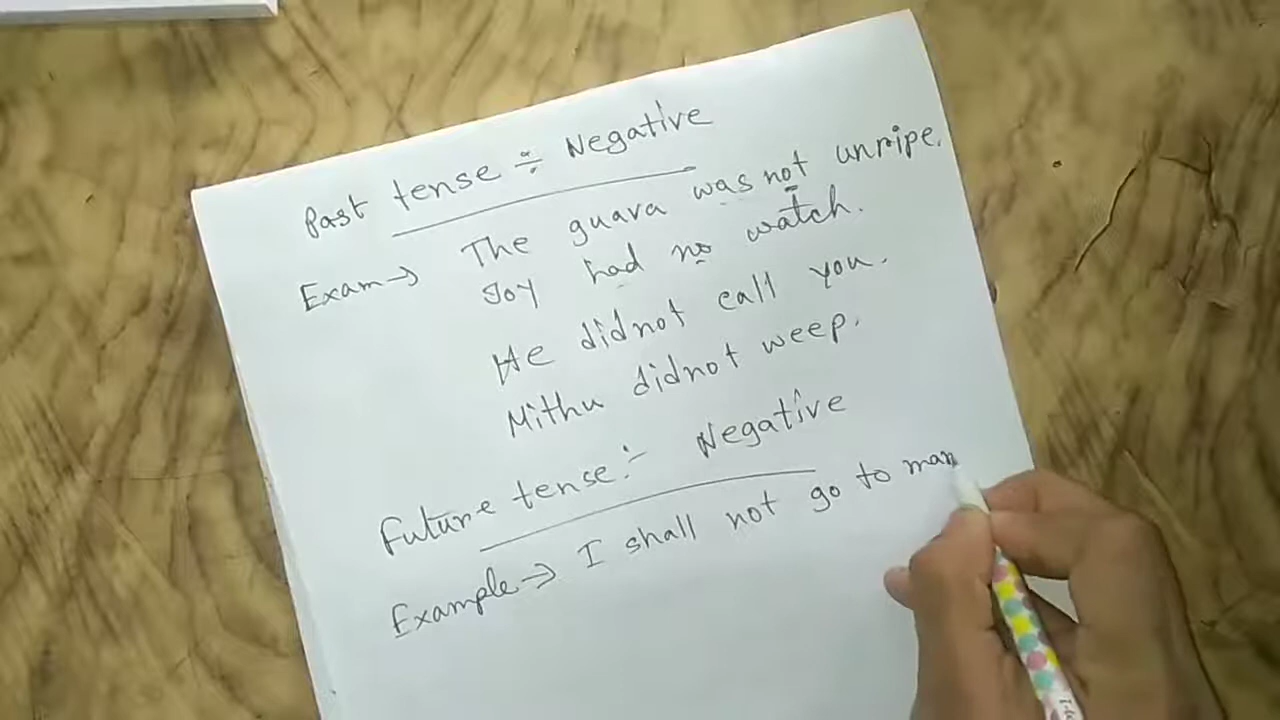 Past tense ÷ Negative
Exam→ The guava was not unripe.
Joy had no watch.
He didnot call you.
Mithu didnot weep.
Future tense:- Negative
Example→ I shall not go to mar